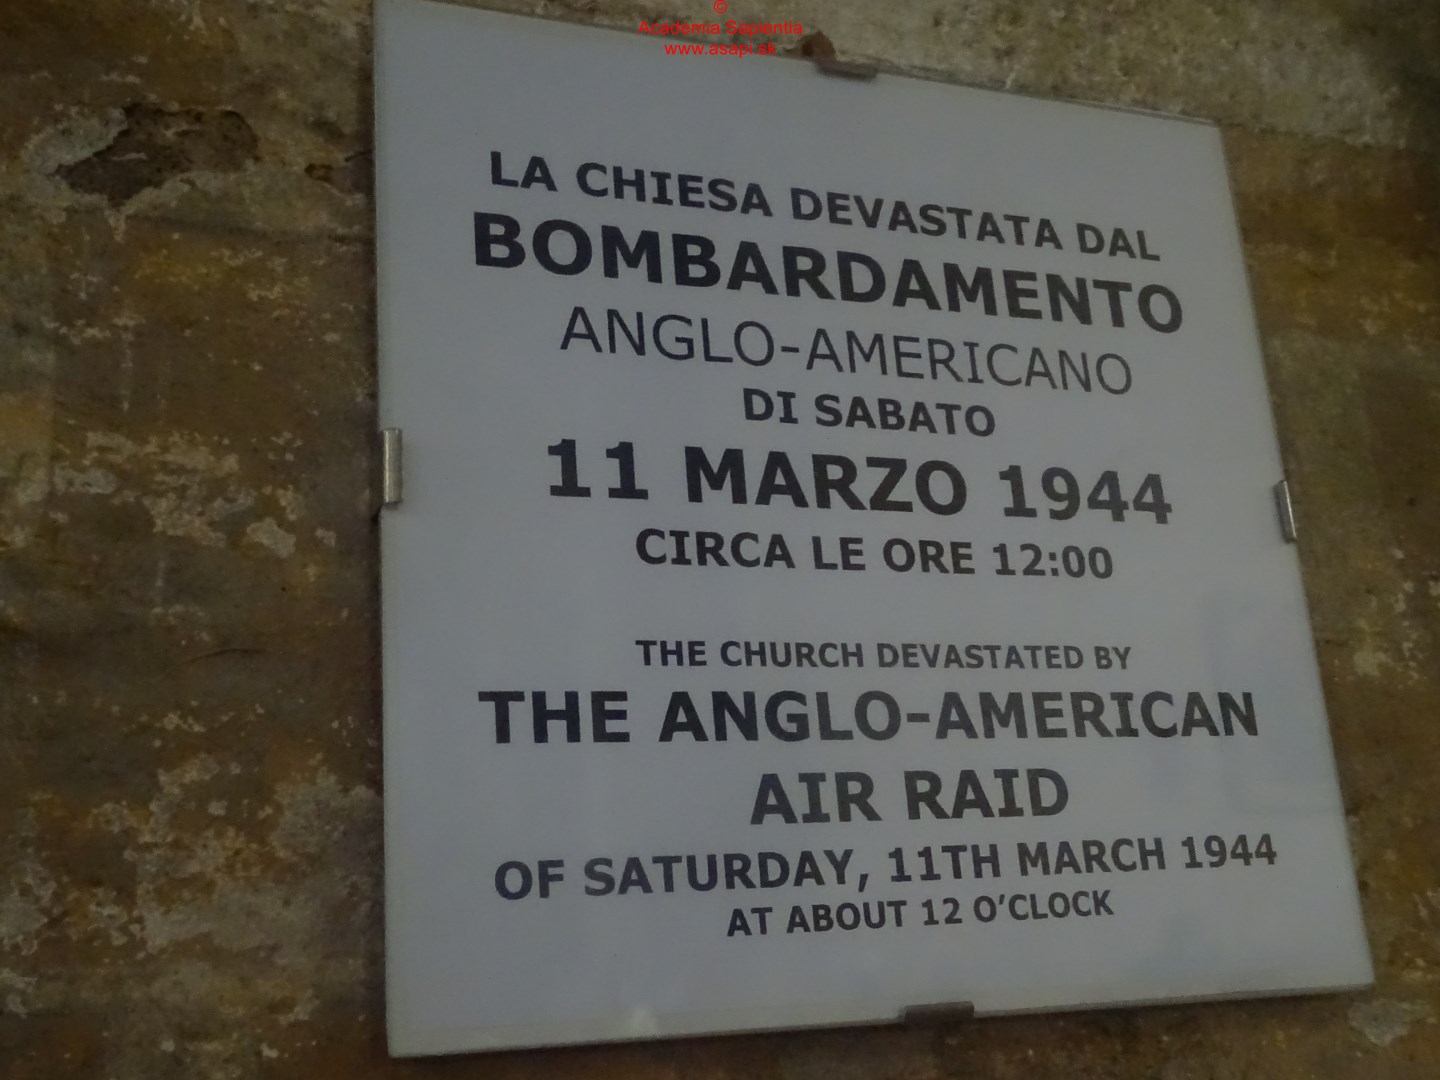 ©
Academia Sapientia
www.asapi.sk
LA CHIESA DEVASTATA DAL
BOMBARDAMENTO
ANGLO-AMERICANO
DI SABATO
11 MARZO 1944
CIRCA LE ORE 12:00
THE CHURCH DEVASTATED BY
THE ANGLO-AMERICAN
AIR RAID
OF SATURDAY, 11TH MARCH 1944
AT ABOUT 12 O'CLOCK